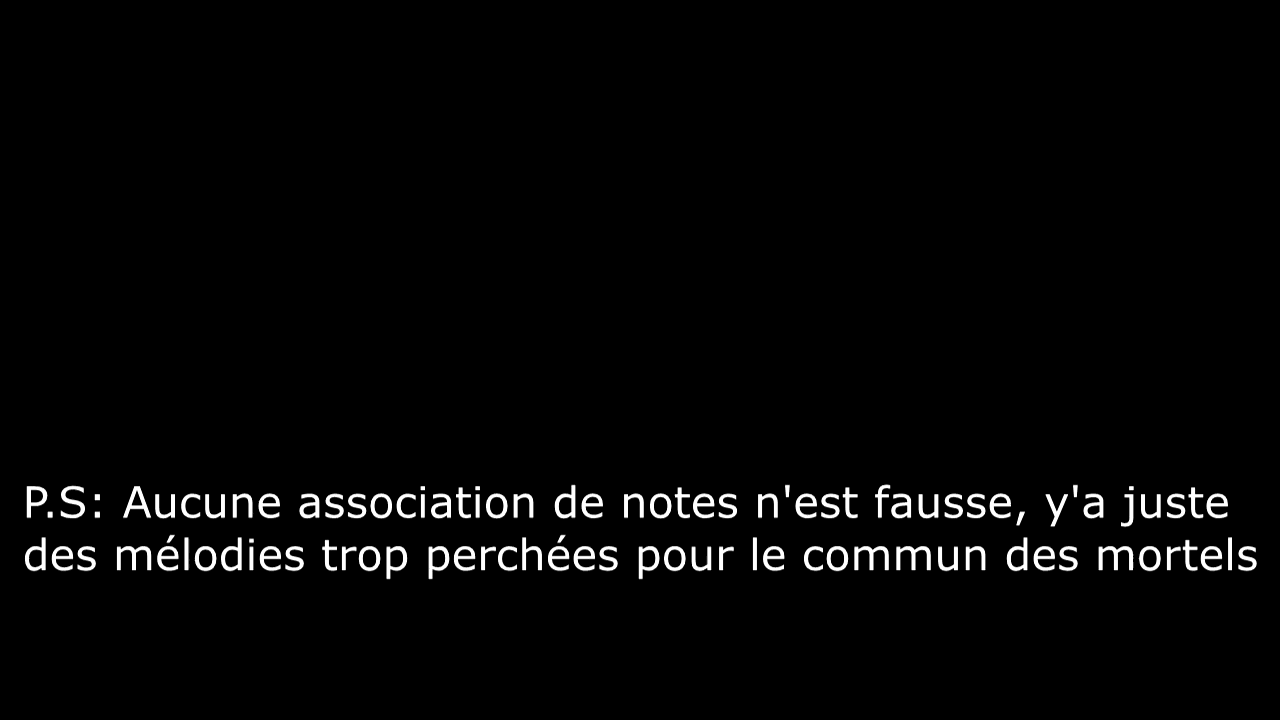 P.S: Aucune association de notes n'est fausse, y'a juste
des mélodies trop perchées pour le commun des mortels